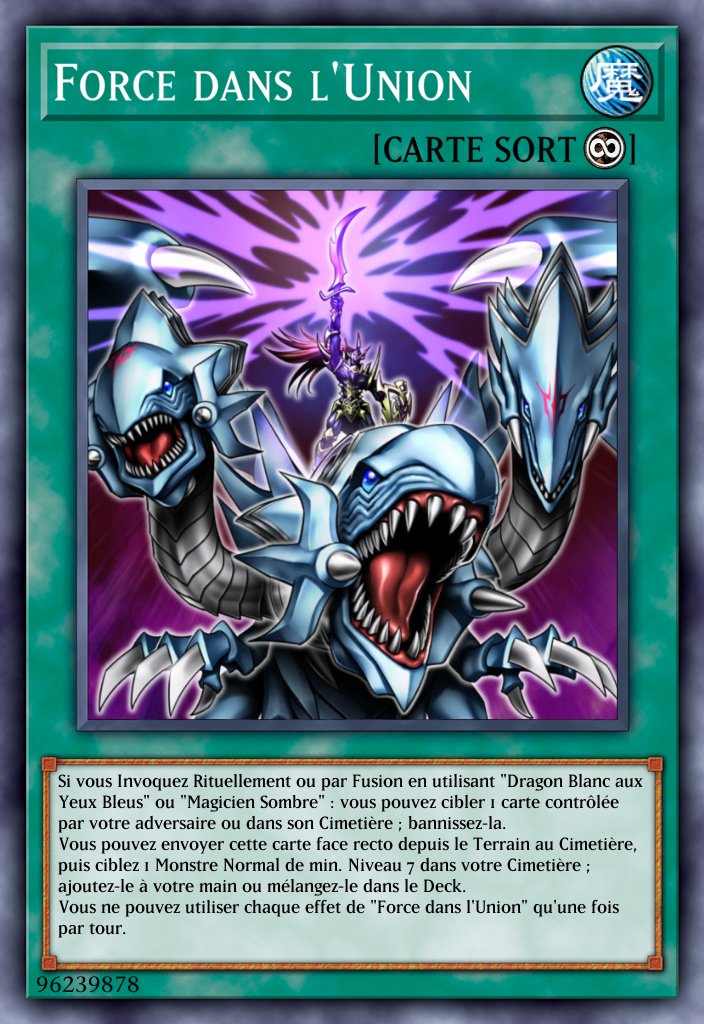 Force dans l'Union
魔
[CARTE SORT ∞]
Si vous Invoquez Rituellement ou par Fusion en utilisant "Dragon Blanc aux
Yeux Bleus" ou "Magicien Sombre" : vous pouvez cibler 1 carte contrôlée
par votre adversaire ou dans son Cimetière ; bannissez-la.
Vous pouvez envoyer cette carte face recto depuis le Terrain au Cimetière,
puis ciblez 1 Monstre Normal de min. Niveau 7 dans votre Cimetière ;
ajoutez-le à votre main ou mélangez-le dans le Deck.
Vous ne pouvez utiliser chaque effet de "Force dans l'Union" qu'une fois
par tour.
96239878